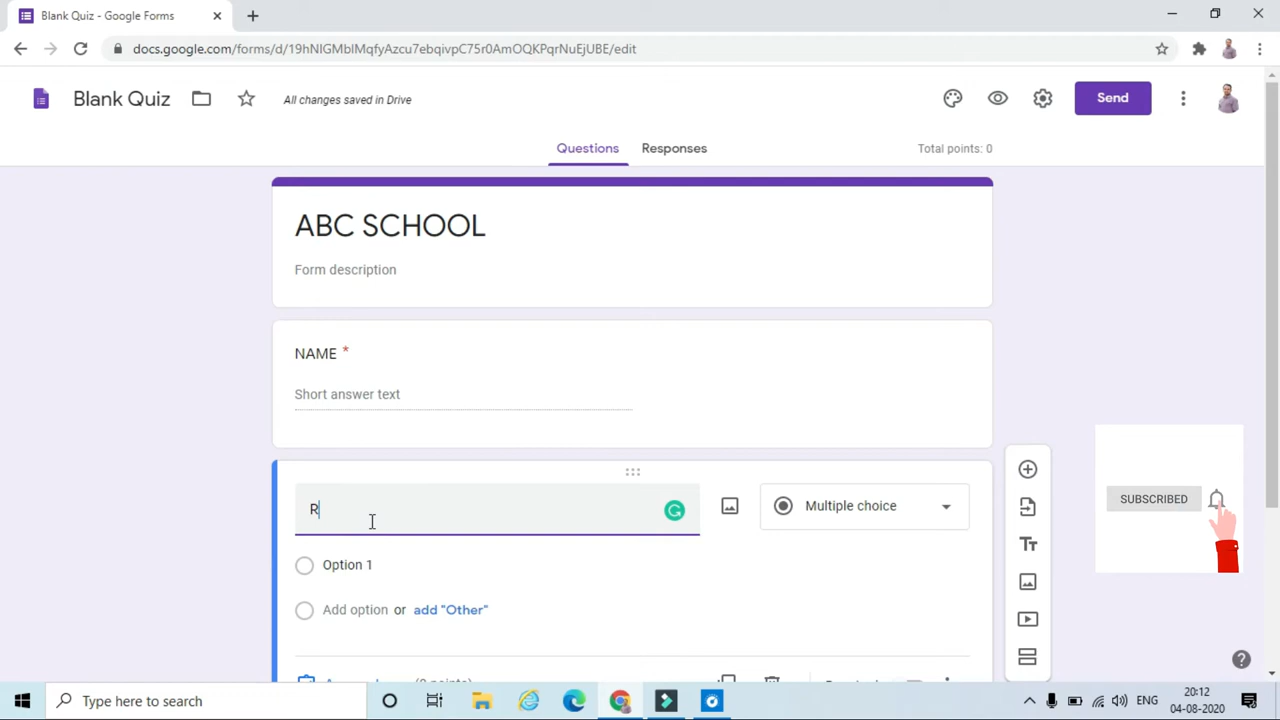 Blank Quiz - Google Forms
docs.google.com/forms/d/19hNIGMblMqfyAzcu7ebqivpC75r0AmOQKPqrNuEjUBE/edit
Blank Quiz
All changes saved in Drive
Send
Questions
Responses
Total points: 0
ABC SCHOOL
Form description
NAME *
Short answer text
R
Multiple choice
Option 1
Add option or add "Other"
SUBSCRIBED
Type here to search
ENG
20:12
04-08-2020